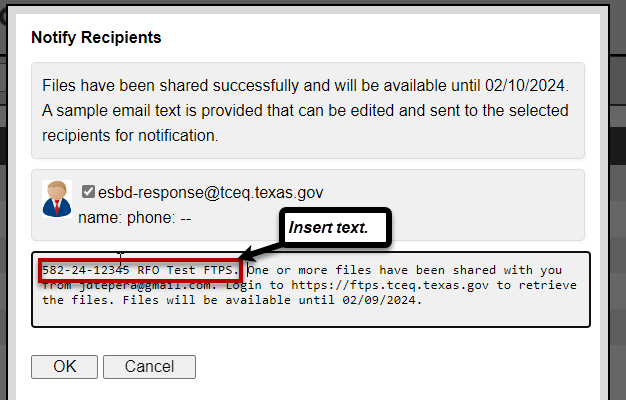 Notify Recipients
Files have been shared successfully and will be available until 02/10/2024.
A sample email text is provided that can be edited and sent to the selected
recipients for notification.
esbd-response@tceq.texas.gov
name: phone: --
Insert text.
582-24-12345 RFO Test FTPS. One or more files have been shared with you
from jdtepera@gmail.com. Login to https://ftps.tceq.texas.gov to retrieve
the files. Files will be available until 02/09/2024.
OK
Cancel